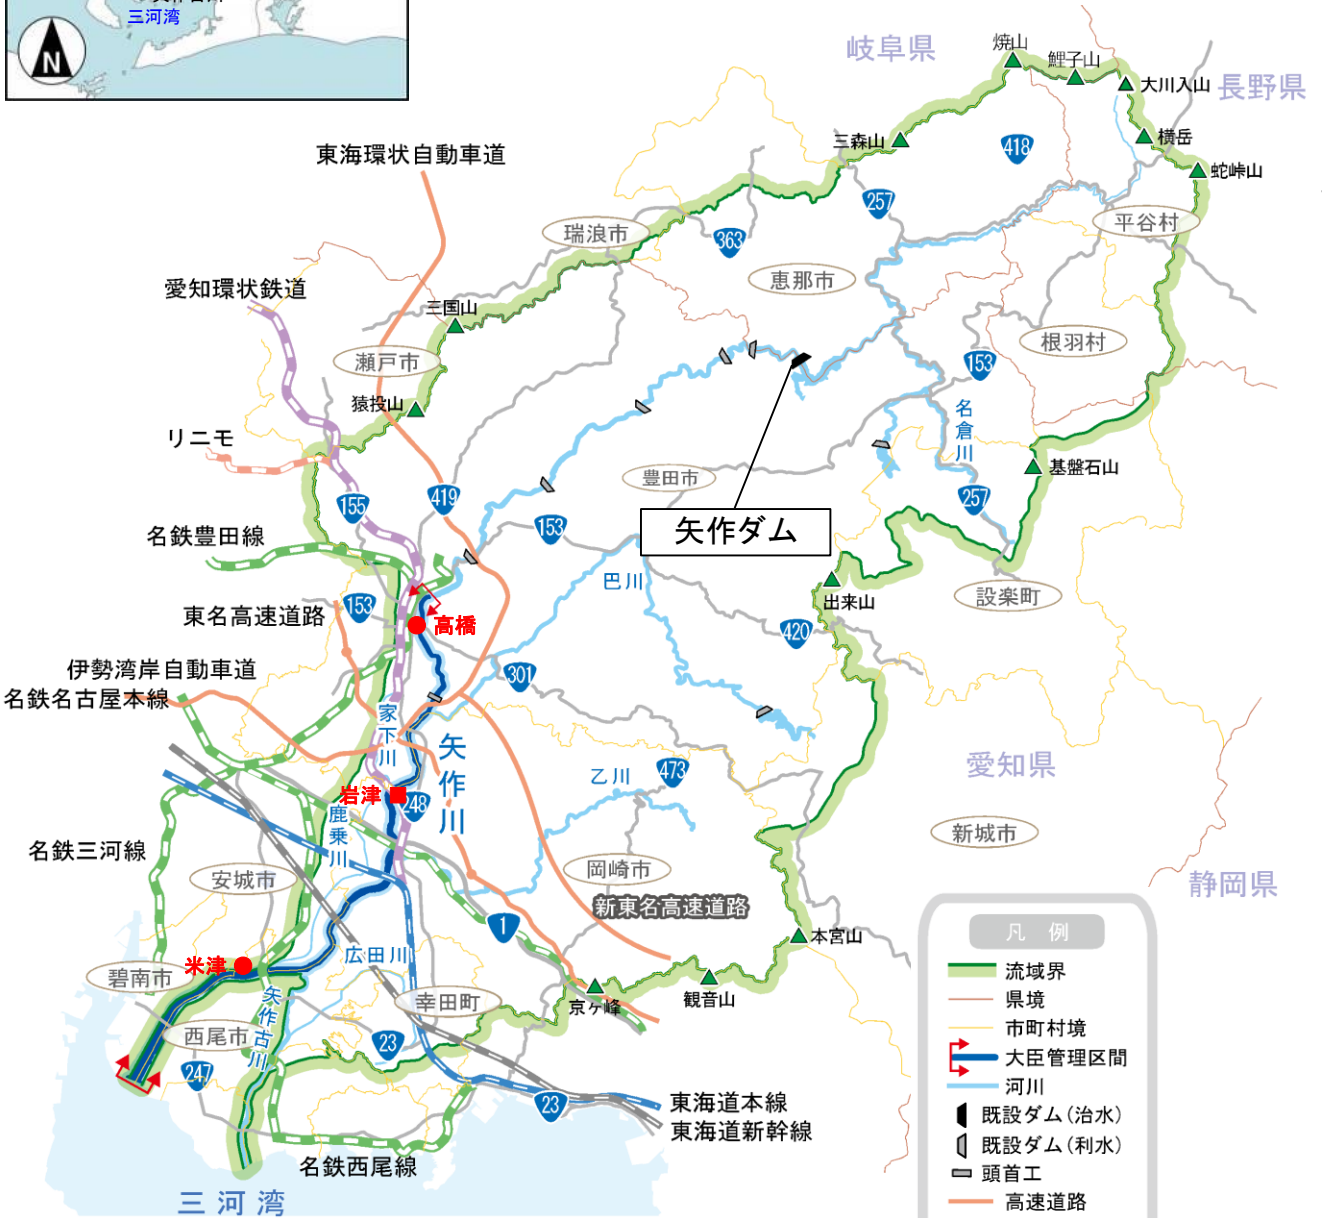 三河湾
N
岐阜県
焼山
鯉子山
大川入山
長野県
東海環状自動車道
三森山
418
横岳
蛇峠山
257
瑞浪市
363
平谷村
恵那市
愛知環状鉄道
三国山
瀬戸市
153
根羽村
猿投山
名倉川
リニモ
豊田市
基盤石山
155
419
257
153
矢作ダム
名鉄豊田線
巴川
出来山
設楽町
東名高速道路
153
高橋
420
伊勢湾岸自動車道
301
名鉄名古屋本線
家下川
矢作川
愛知県
乙川
473
岩津
248
鹿乗川
新城市
名鉄三河線
安城市
岡崎市
静岡県
新東名高速道路
1
本宮山
米津
広田川
碧南市
矢作古川
幸田町
京ヶ峰
観音山
西尾市
23
247
23
東海道本線
東海道新幹線
名鉄西尾線
三河湾
凡例
流域界
県境
市町村境
大臣管理区間
河川
既設ダム(治水)
既設ダム(利水)
頭首工
高速道路